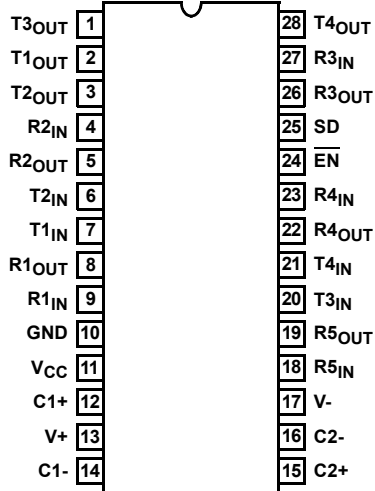 T3OUT 1 28 T4OUT
T1OUT 2 27 R3IN
T2OUT 3 26 R3OUT
R2IN 4 25 SD
R2OUT 5 24 E̅N̅
T2IN 6 23 R4IN
T1IN 7 22 R4OUT
R1OUT 8 21 T4IN
R1IN 9 20 T3IN
GND 10 19 R5OUT
VCC 11 18 R5IN
C1+ 12 17 V-
V+ 13 16 C2-
C1- 14 15 C2+